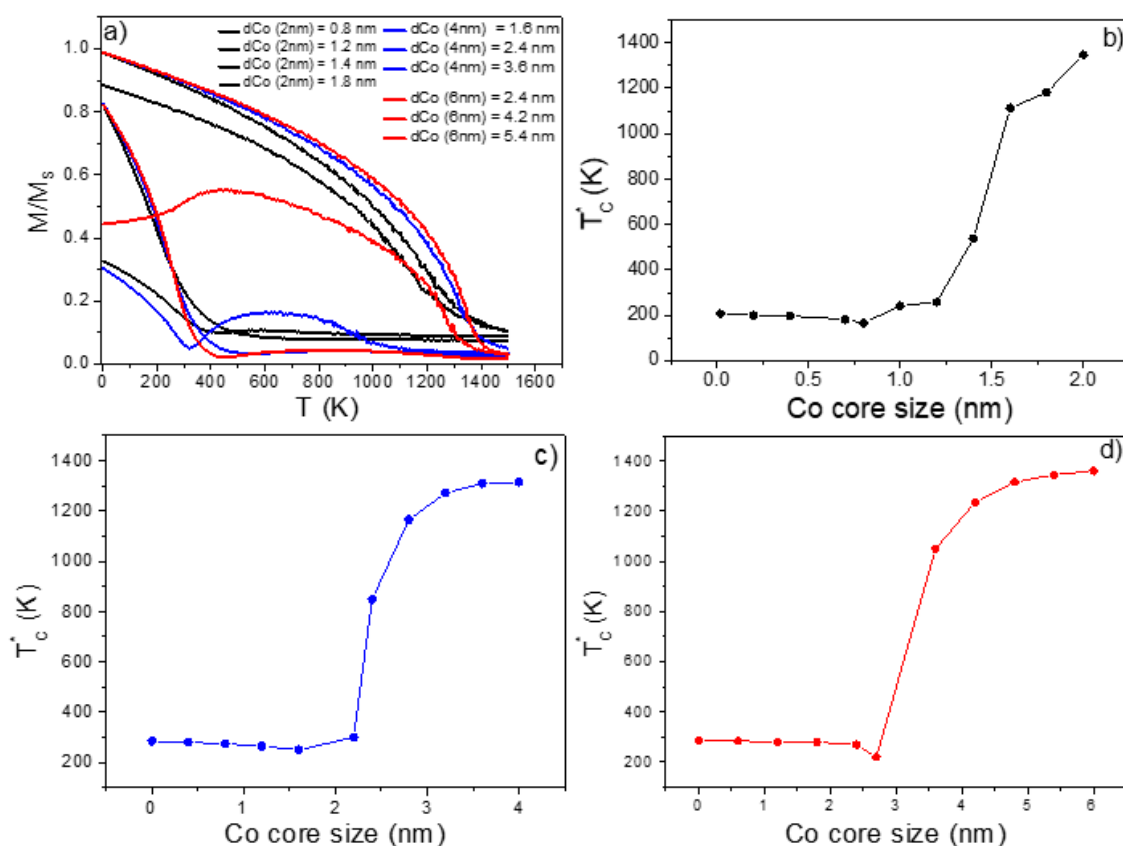 a)
dCo (2nm) = 0.8 nm
dCo (2nm) = 1.2 nm
dCo (2nm) = 1.4 nm
dCo (2nm) = 1.8 nm
dCo (4nm) = 1.6 nm
dCo (4nm) = 2.4 nm
dCo (4nm) = 3.6 nm
dCo (6nm) = 2.4 nm
dCo (6nm) = 4.2 nm
dCo (6nm) = 5.4 nm
1.0
0.8
0.6
0.4
0.2
0.0
M/Ms
0 200 400 600 800 1000 1200 1400 1600
T (K)
b)
1400
1200
1000
800
600
400
200
0
T*C (K)
0.0 0.5 1.0 1.5 2.0
Co core size (nm)
c)
1400
1200
1000
800
600
400
200
T*C (K)
0 1 2 3 4
Co core size (nm)
d)
1400
1200
1000
800
600
400
200
T*C (K)
0 1 2 3 4 5 6
Co core size (nm)